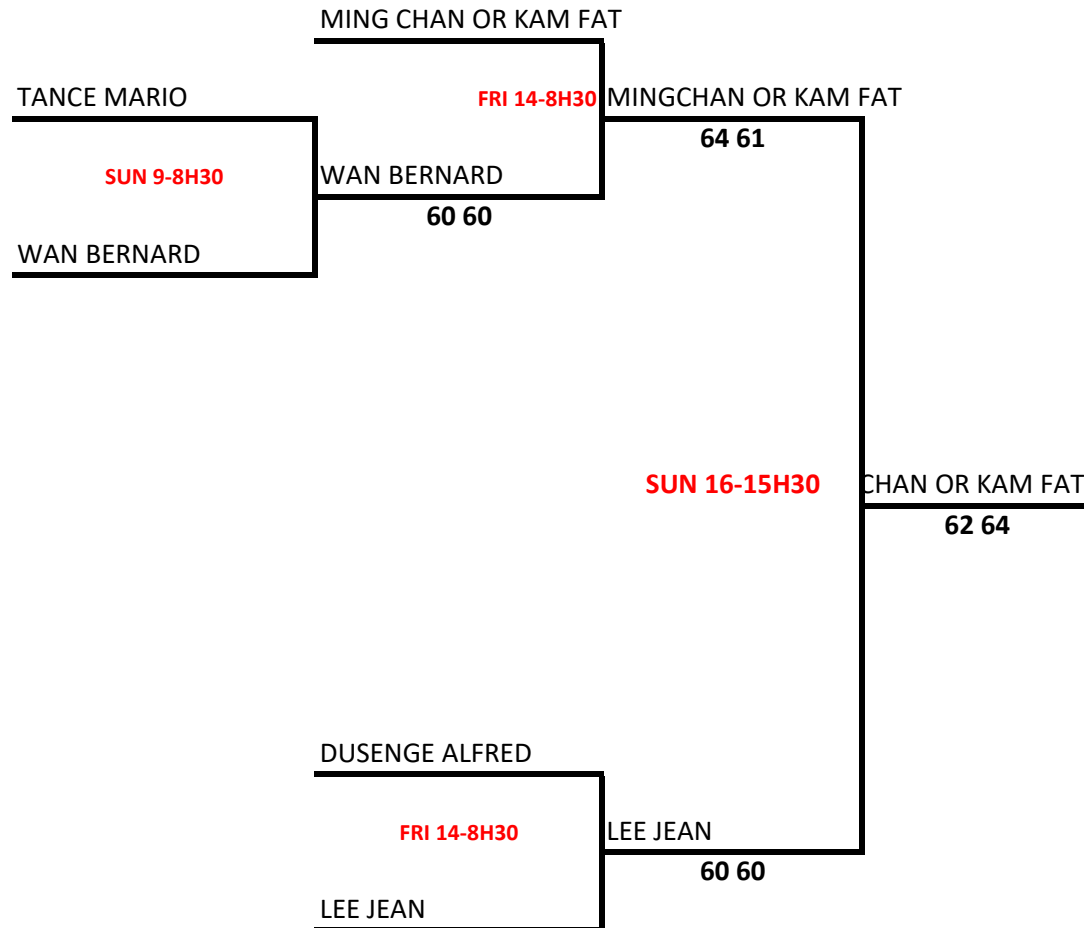 MING CHAN OR KAM FAT
TANCE MARIO
FRI 14-8H30
MINGCHAN OR KAM FAT
64 61
SUN 9-8H30
WAN BERNARD
60 60
WAN BERNARD
SUN 16-15H30
CHAN OR KAM FAT
62 64
DUSENGE ALFRED
FRI 14-8H30
LEE JEAN
60 60
LEE JEAN